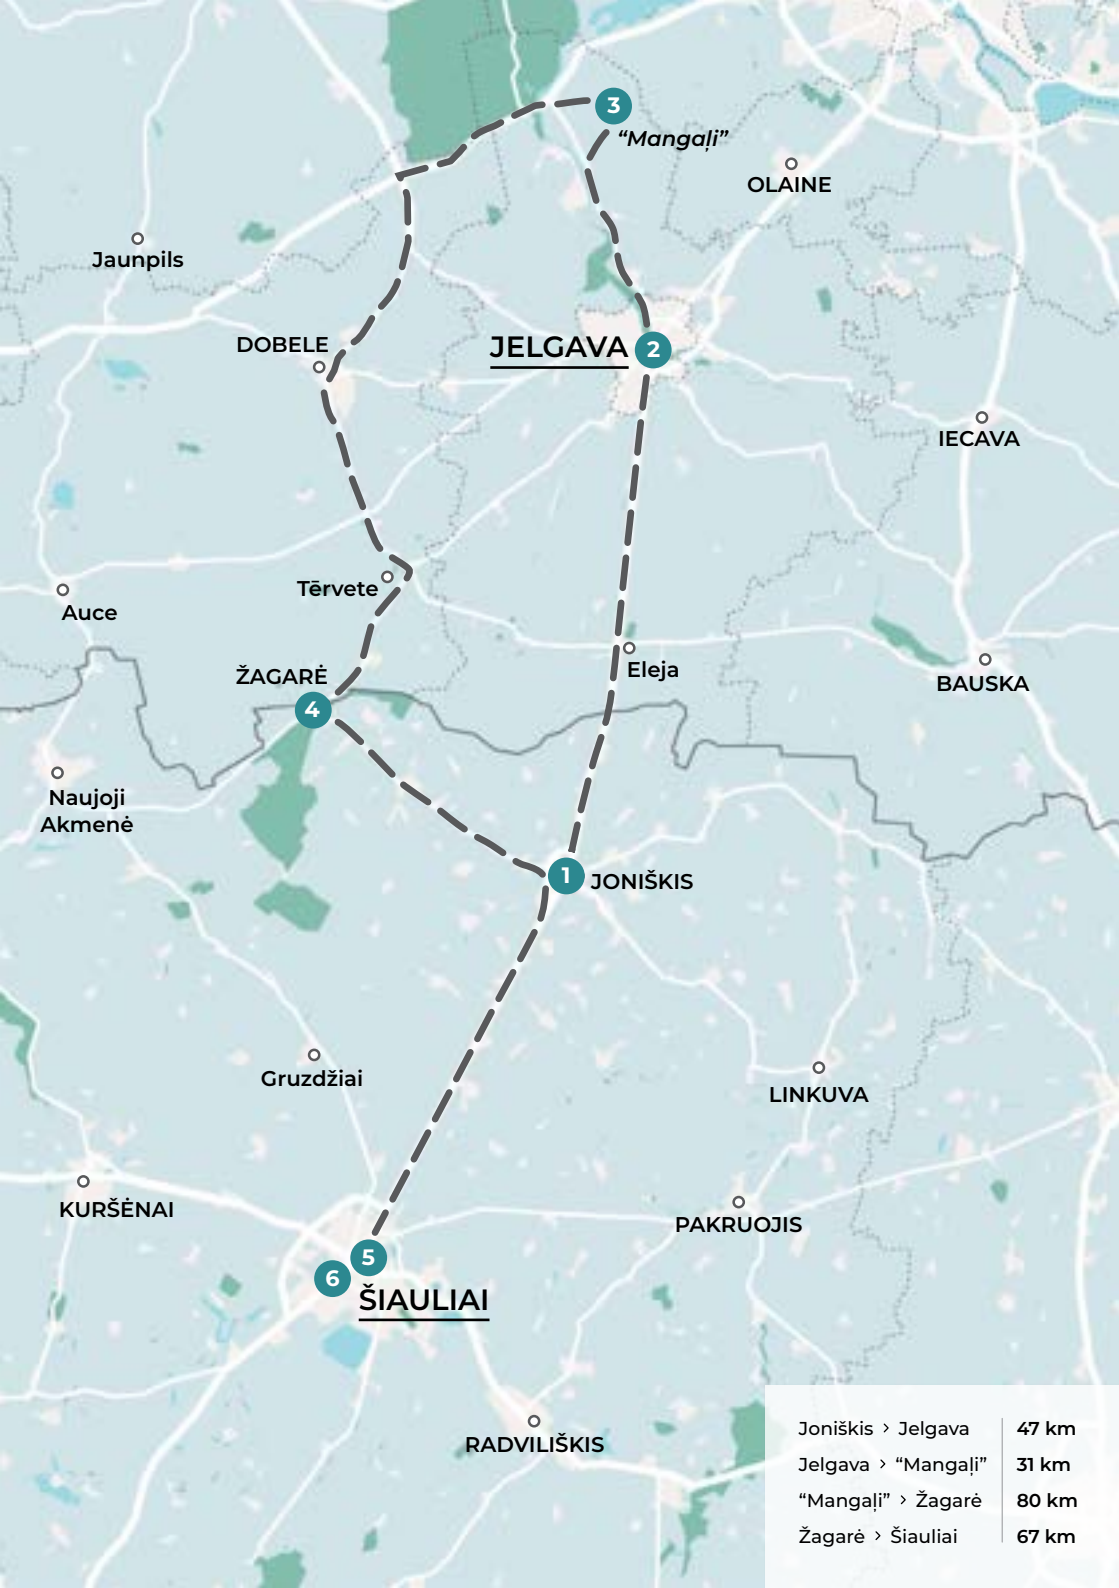 3
“Mangaļi”
OLAINE
Jaunpils
DOBELE
JELGAVA
2
IECAVA
Tērvete
Auce
ŽAGARĖ
Eleja
BAUSKA
4
Naujoji
Akmenė
1
JONIŠKIS
Gruzdžiai
LINKUVA
KURŠĖNAI
PAKRUOJIS
5
6
ŠIAULIAI
RADVILIŠKIS
Joniškis › Jelgava 47 km
Jelgava › “Mangaļi” 31 km
“Mangaļi” › Žagarė 80 km
Žagarė › Šiauliai 67 km